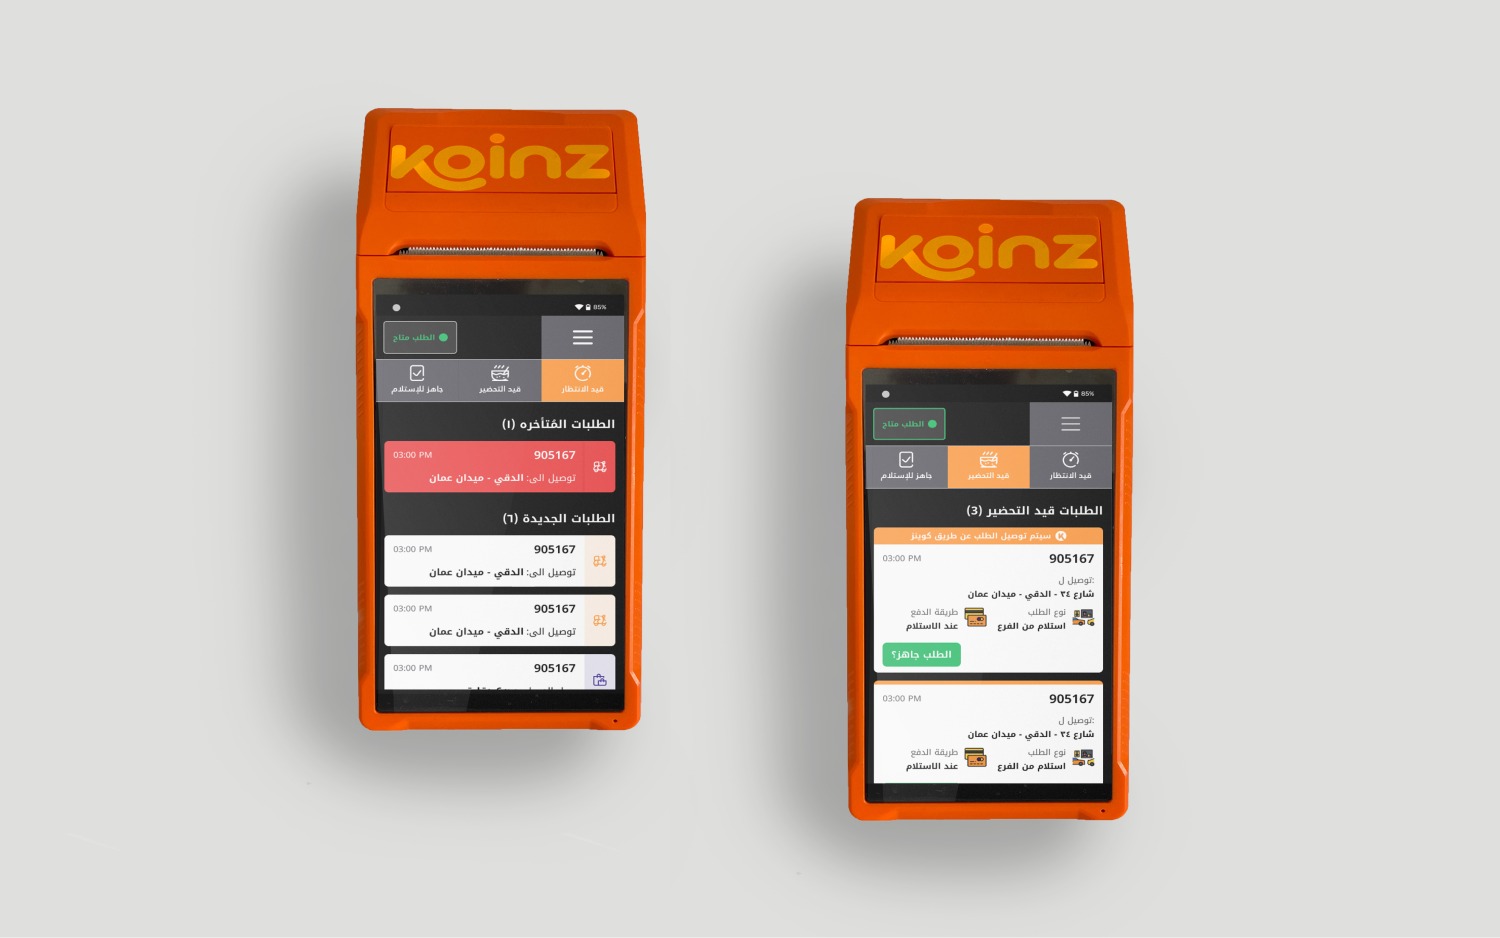 koinz
85%
الطلب متاح
قيد الانتظار
قيد التحضير
جاهز للإستلام
الطلبات المُتأخره (١)
905167
03:00 PM
توصيل الى: الدقي - ميدان عمان
الطلبات الجديدة (٦)
905167
03:00 PM
توصيل الى: الدقي - ميدان عمان
905167
03:00 PM
توصيل الى: الدقي - ميدان عمان
905167
03:00 PM
koinz
85%
الطلب متاح
قيد الانتظار
قيد التحضير
جاهز للإستلام
الطلبات قيد التحضير (3)
سيتم توصيل الطلب عن طريق كوينز
905167
03:00 PM
توصيل ل:
شارع ٣٤ - الدقي - ميدان عمان
نوع الطلب
استلام من الفرع
طريقة الدفع
عند الاستلام
الطلب جاهز؟
905167
03:00 PM
توصيل ل:
شارع ٣٤ - الدقي - ميدان عمان
نوع الطلب
استلام من الفرع
طريقة الدفع
عند الاستلام